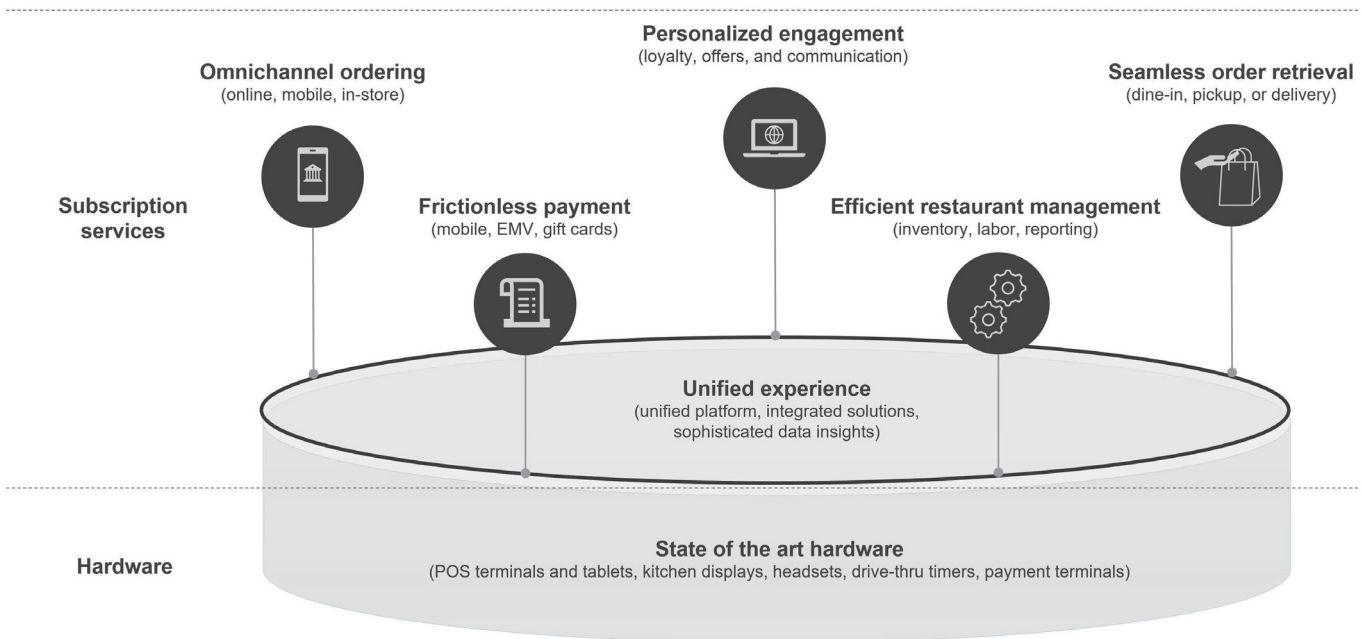 Personalized engagement
(loyalty, offers, and communication)
Omnichannel ordering
(online, mobile, in-store)
Seamless order retrieval
(dine-in, pickup, or delivery)
Subscription
services
Frictionless payment
(mobile, EMV, gift cards)
Efficient restaurant management
(inventory, labor, reporting)
Unified experience
(unified platform, integrated solutions,
sophisticated data insights)
Hardware
State of the art hardware
(POS terminals and tablets, kitchen displays, headsets, drive-thru timers, payment terminals)